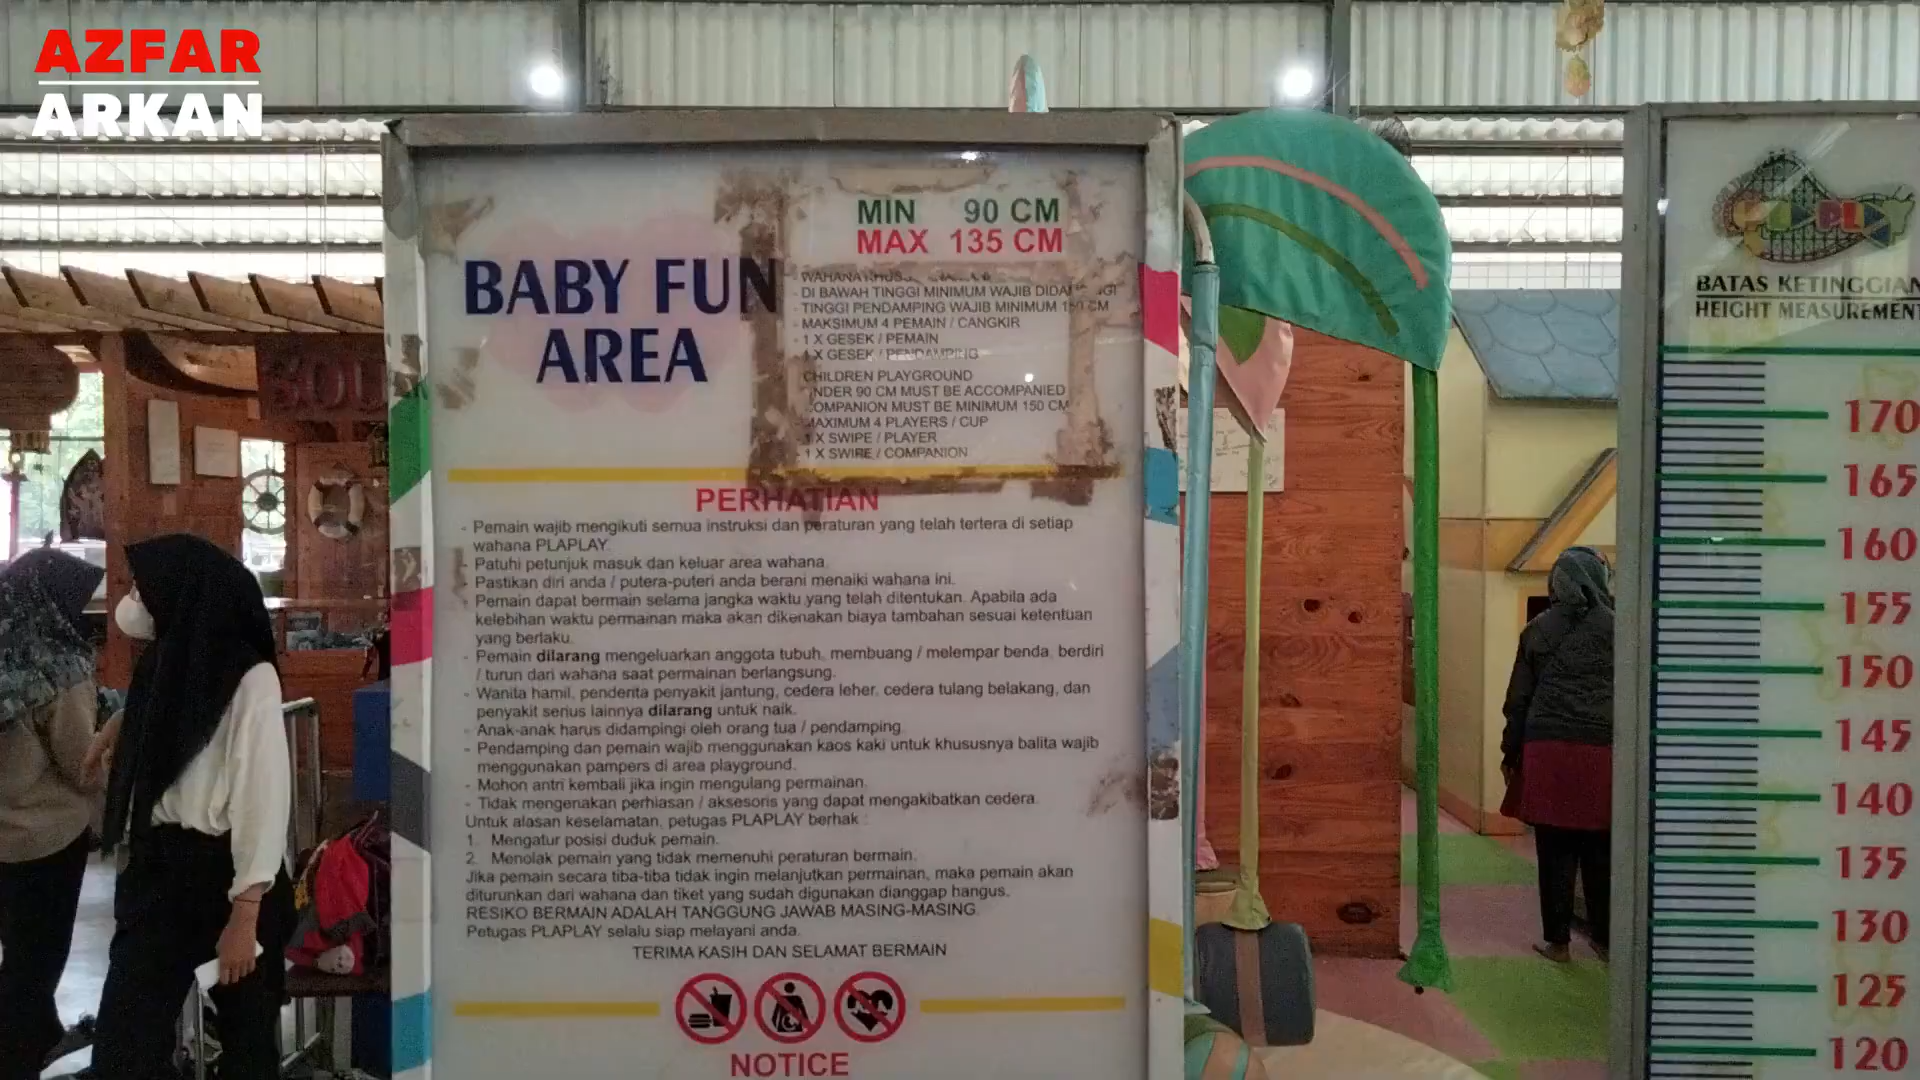 AZFAR
ARKAN
BABY FUN
AREA
MIN 90 CM
MAX 135 CM
- DI BAWAH TINGGI MINIMUM WAJIB
TINGGI PENDAMPING WAJIB MINIMUM 150 CM
- MAKSIMUM 4 PEMAIN / CANGKIR
- 1 X GESEK / PEMAIN
- 1 X GESEK / PENDAMPING
CHILDREN PLAYGROUND
UNDER 90 CM MUST BE ACCOMPANIED
COMPANION MUST BE MINIMUM 150 CM
MAXIMUM 4 PLAYERS / CUP
1 X SWIPE / PLAYER
- 1 X SWIRE / COMPANION
PERHATIAN
- Pemain wajib mengikuti semua instruksi dan peraturan yang telah tertera di setiap
wahana PLAPLAY.
- Patuhi petunjuk masuk dan keluar area wahana.
- Pastikan diri anda / putera-puteri anda berani menaiki wahana ini.
- Pemain dapat bermain selama jangka waktu yang telah ditentukan. Apabila ada
kelebihan waktu permainan maka akan dikenakan biaya tambahan sesuai ketentuan
yang berlaku.
- Pemain dilarang mengeluarkan anggota tubuh, membuang / melempar benda, berdiri
/ turun dari wahana saat permainan berlangsung.
- Wanita hamil, penderita penyakit jantung, cedera leher, cedera tulang belakang, dan
penyakit serius lainnya dilarang untuk naik.
- Anak-anak harus didampingi oleh orang tua / pendamping.
- Pendamping dan pemain wajib menggunakan kaos kaki untuk khususnya balita wajib
menggunakan pampers di area playground.
- Mohon antri kembali jika ingin mengulang permainan.
- Tidak mengenakan perhiasan / aksesoris yang dapat mengakibatkan cedera.
Untuk alasan keselamatan, petugas PLAPLAY berhak :
1. Mengatur posisi duduk pemain.
2. Menolak pemain yang tidak memenuhi peraturan bermain.
Jika pemain secara tiba-tiba tidak ingin melanjutkan permainan, maka pemain akan
diturunkan dari wahana dan tiket yang sudah digunakan dianggap hangus.
RESIKO BERMAIN ADALAH TANGGUNG JAWAB MASING-MASING.
Petugas PLAPLAY selalu siap melayani anda.
TERIMA KASIH DAN SELAMAT BERMAIN
NOTICE
PLAPLAY
BATAS KETINGGIAN
HEIGHT MEASUREMENT
170
165
160
155
150
145
140
135
130
125
120